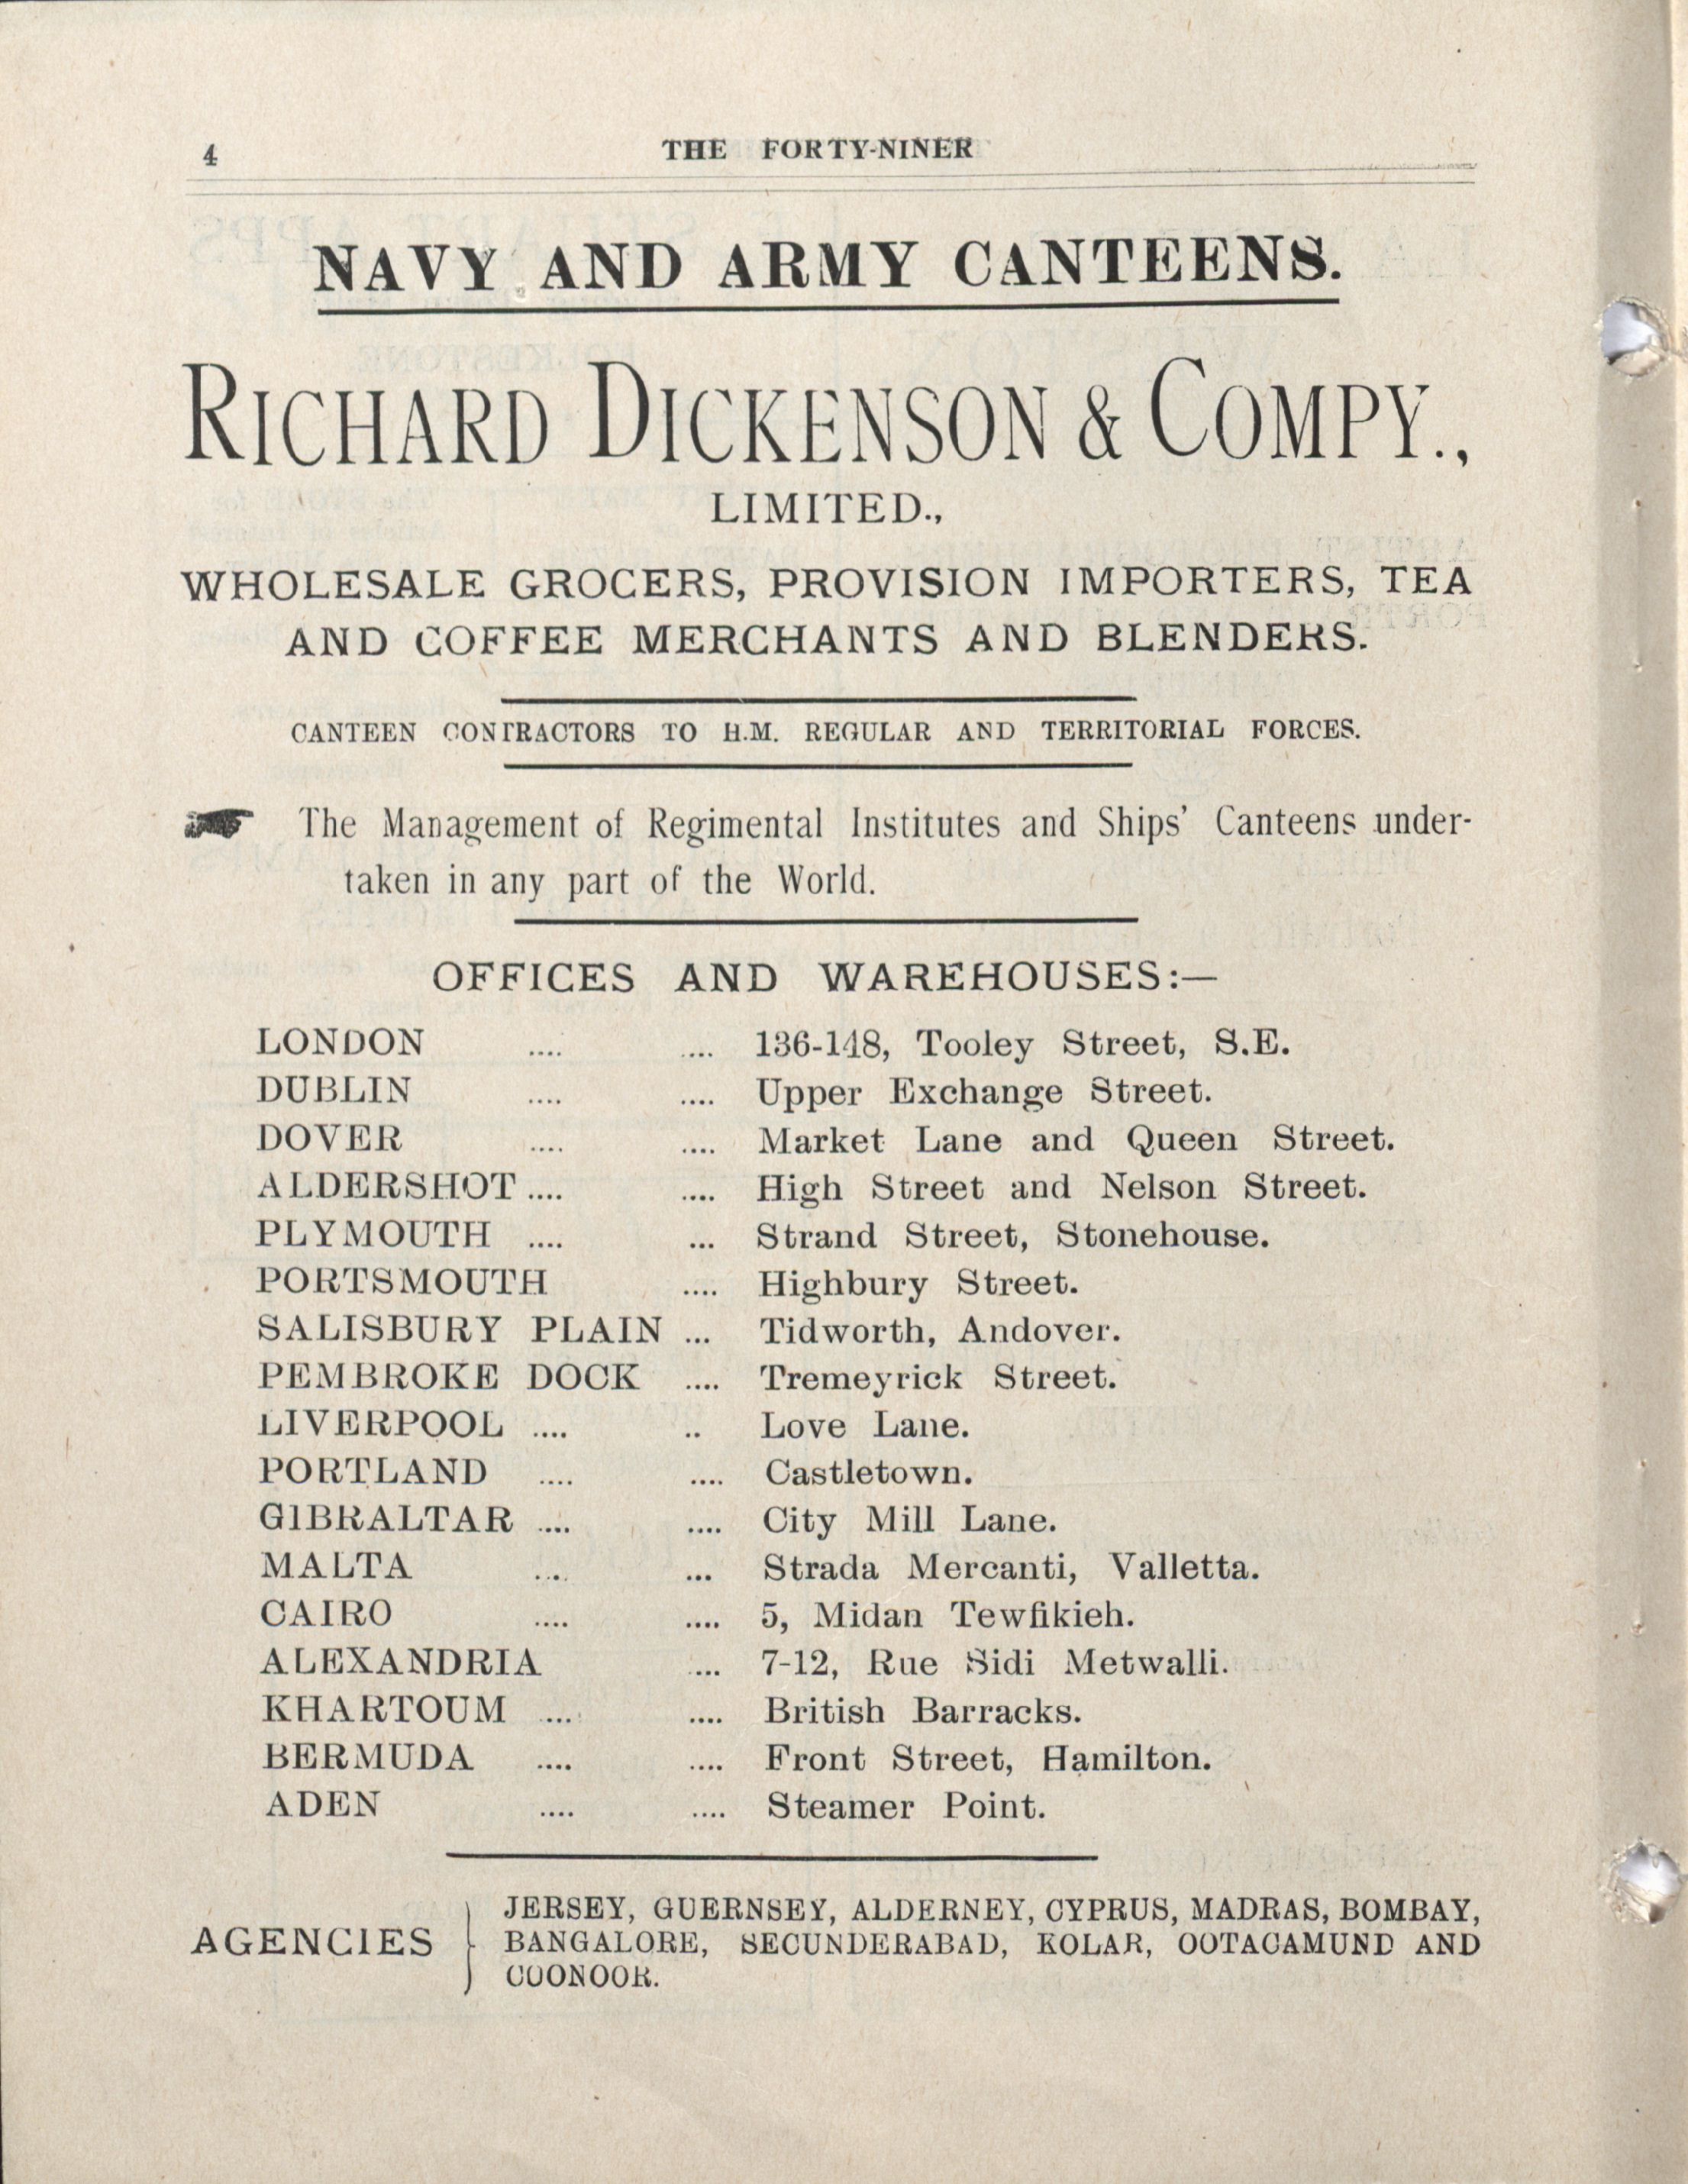 4 THE FORTY-NINER
NAVY AND ARMY CANTEENS.
RICHARD DICKENSON & COMPY.,
LIMITED.,
WHOLESALE GROCERS, PROVISION IMPORTERS, TEA
AND COFFEE MERCHANTS AND BLENDERS.
CANTEEN CONTRACTORS TO H.M. REGULAR AND TERRITORIAL FORCES.
The Management of Regimental Institutes and Ships' Canteens under-
taken in any part of the World.
OFFICES AND WAREHOUSES:—
LONDON .... .... 136-148, Tooley Street, S.E.
DUBLIN .... .... Upper Exchange Street.
DOVER .... .... Market Lane and Queen Street.
ALDERSHOT .... .... High Street and Nelson Street.
PLYMOUTH .... ... Strand Street, Stonehouse.
PORTSMOUTH .... Highbury Street.
SALISBURY PLAIN ... Tidworth, Andover.
PEMBROKE DOCK .... Tremeyrick Street.
LIVERPOOL .... .. Love Lane.
PORTLAND .... .... Castletown.
GIBRALTAR .... .... City Mill Lane.
MALTA .... ... Strada Mercanti, Valletta.
CAIRO .... .... 5, Midan Tewfikieh.
ALEXANDRIA .... 7-12, Rue Sidi Metwalli.
KHARTOUM .... .... British Barracks.
BERMUDA .... .... Front Street, Hamilton.
ADEN .... .... Steamer Point.
JERSEY, GUERNSEY, ALDERNEY, CYPRUS, MADRAS, BOMBAY,
AGENCIES } BANGALORE, SECUNDERABAD, KOLAR, OOTACAMUND AND
COONOOR.